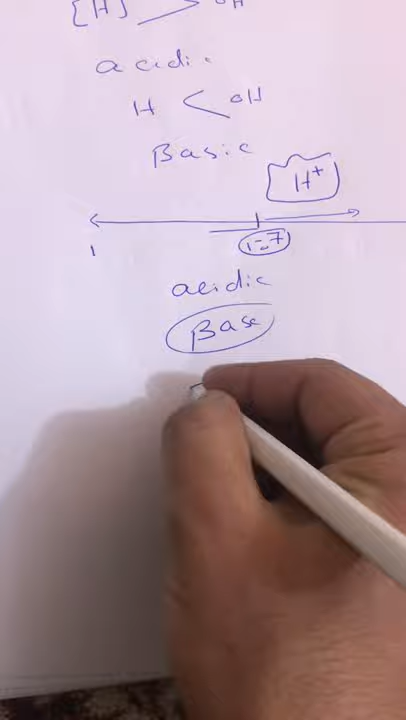 [H] > OH
acidic
H < OH
Basic
H+
1-7
1
acidic
Base